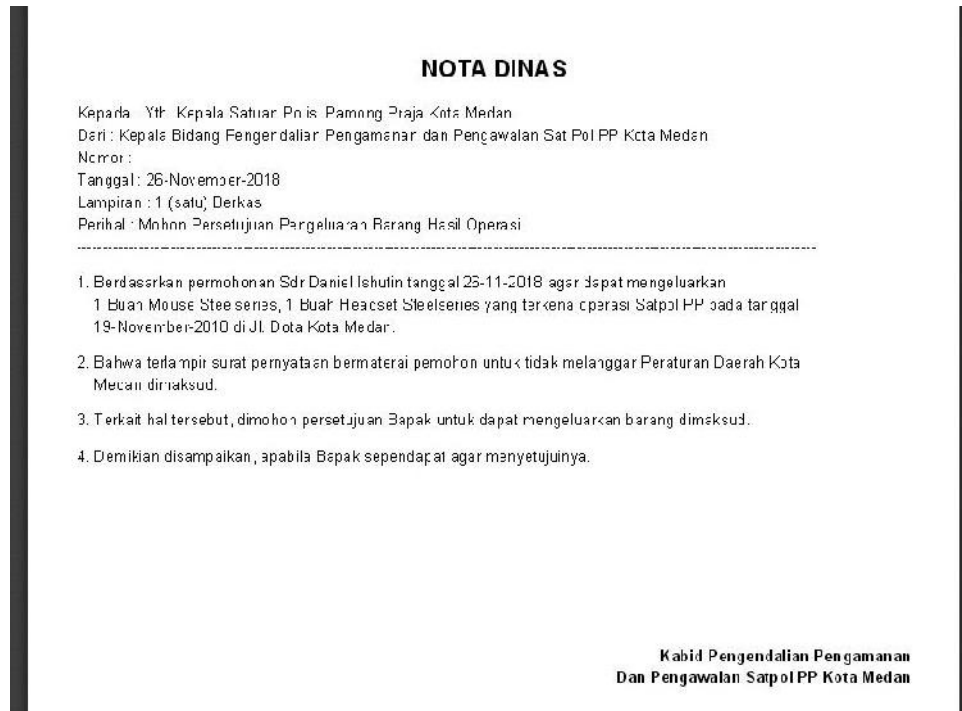 NOTA DINAS
Kepada : Yth. Kepala Satuan Polisi Pamong Praja Kota Medan
Dari : Kepala Bidang Pengendalian Pengamanan dan Pengawalan Sat Pol PP Kota Medan
Nomor :
Tanggal : 26-November-2018
Lampiran : 1 (satu) Berkas
Perihal : Mohon Persetujuan Pengeluaran Barang Hasil Operasi
1. Berdasarkan permohonan Sdr Daniel Ishutin tanggal 26-11-2018 agar dapat mengeluarkan
1 Buah Mouse Steelseries, 1 Buah Headset Steelseries yang terkena operasi Satpol PP pada tanggal
19-November-2018 di Jl. Dota Kota Medan.
2. Bahwa terlampir surat pernyataan bermaterai pemohon untuk tidak melanggar Peraturan Daerah Kota
Medan dimaksud.
3. Terkait hal tersebut, dimohon persetujuan Bapak untuk dapat mengeluarkan barang dimaksud.
4. Demikian disampaikan, apabila Bapak sependapat agar menyetujuinya.
Kabid Pengendalian Pengamanan
Dan Pengawalan Satpol PP Kota Medan